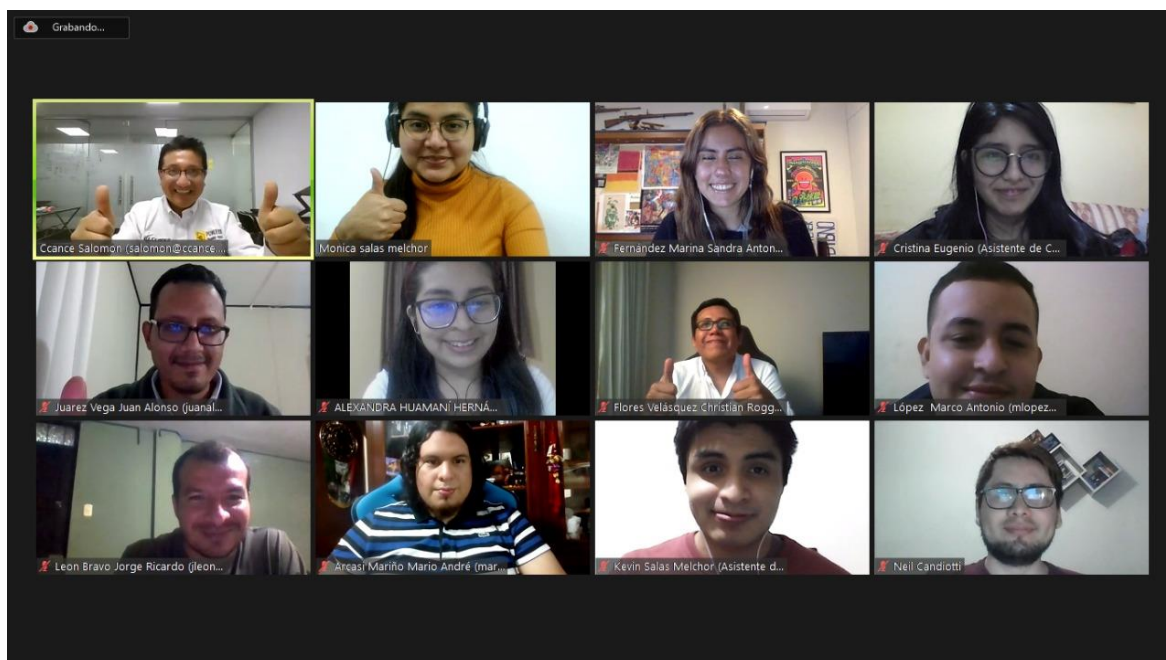 Grabando...
Ccance Salomon (salomon@ccance....
Monica salas melchor
Fernández Marina Sandra Anton...
Cristina Eugenio (Asistente de C...
Juarez Vega Juan Alonso (juanal...
ALEXANDRA HUAMANÍ HERNÁ...
Flores Velásquez Christian Rogg...
López Marco Antonio (mlopez...
Leon Bravo Jorge Ricardo (jleon...
Arcasi Mariño Mario André (mar...
Kevin Salas Melchor (Asistente d...
Neil Candiotti